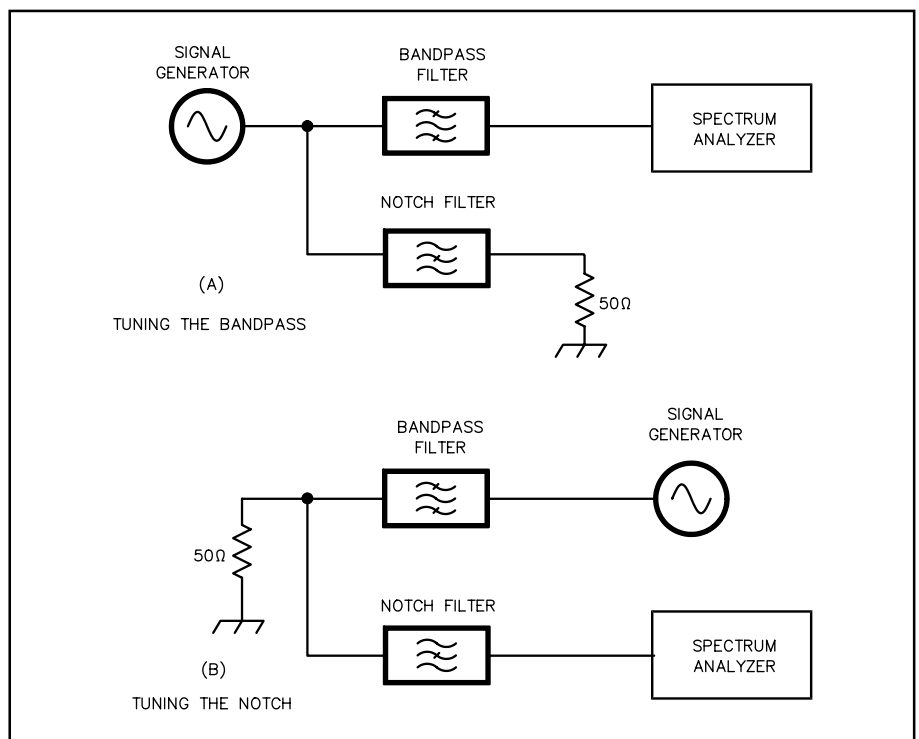 SIGNAL
GENERATOR
BANDPASS
FILTER
SPECTRUM
ANALYZER
NOTCH FILTER
50Ω
(A)
TUNING THE BANDPASS
BANDPASS
FILTER
SIGNAL
GENERATOR
50Ω
NOTCH FILTER
SPECTRUM
ANALYZER
(B)
TUNING THE NOTCH